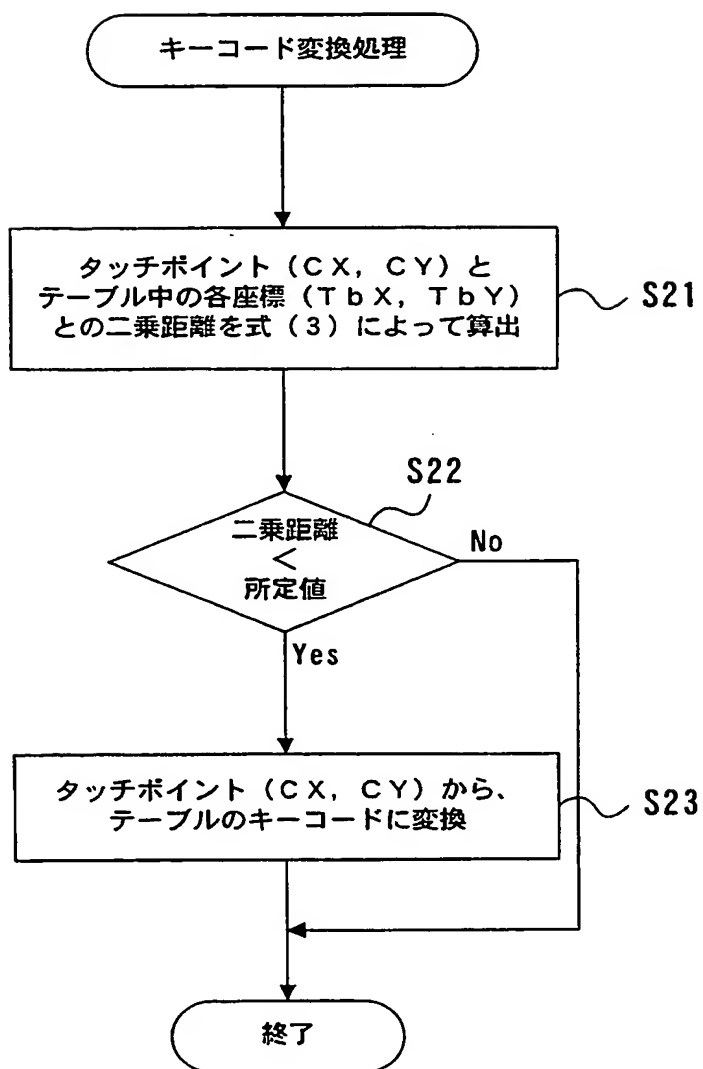 キーコード変換処理
タッチポイント(CX,CY)と
テーブル中の各座標(TbX,TbY)
との二乗距離を式(3)によって算出
S21
S22
二乗距離
<
所定値
No
Yes
タッチポイント(CX,CY)から、
テーブルのキーコードに変換
S23
終了